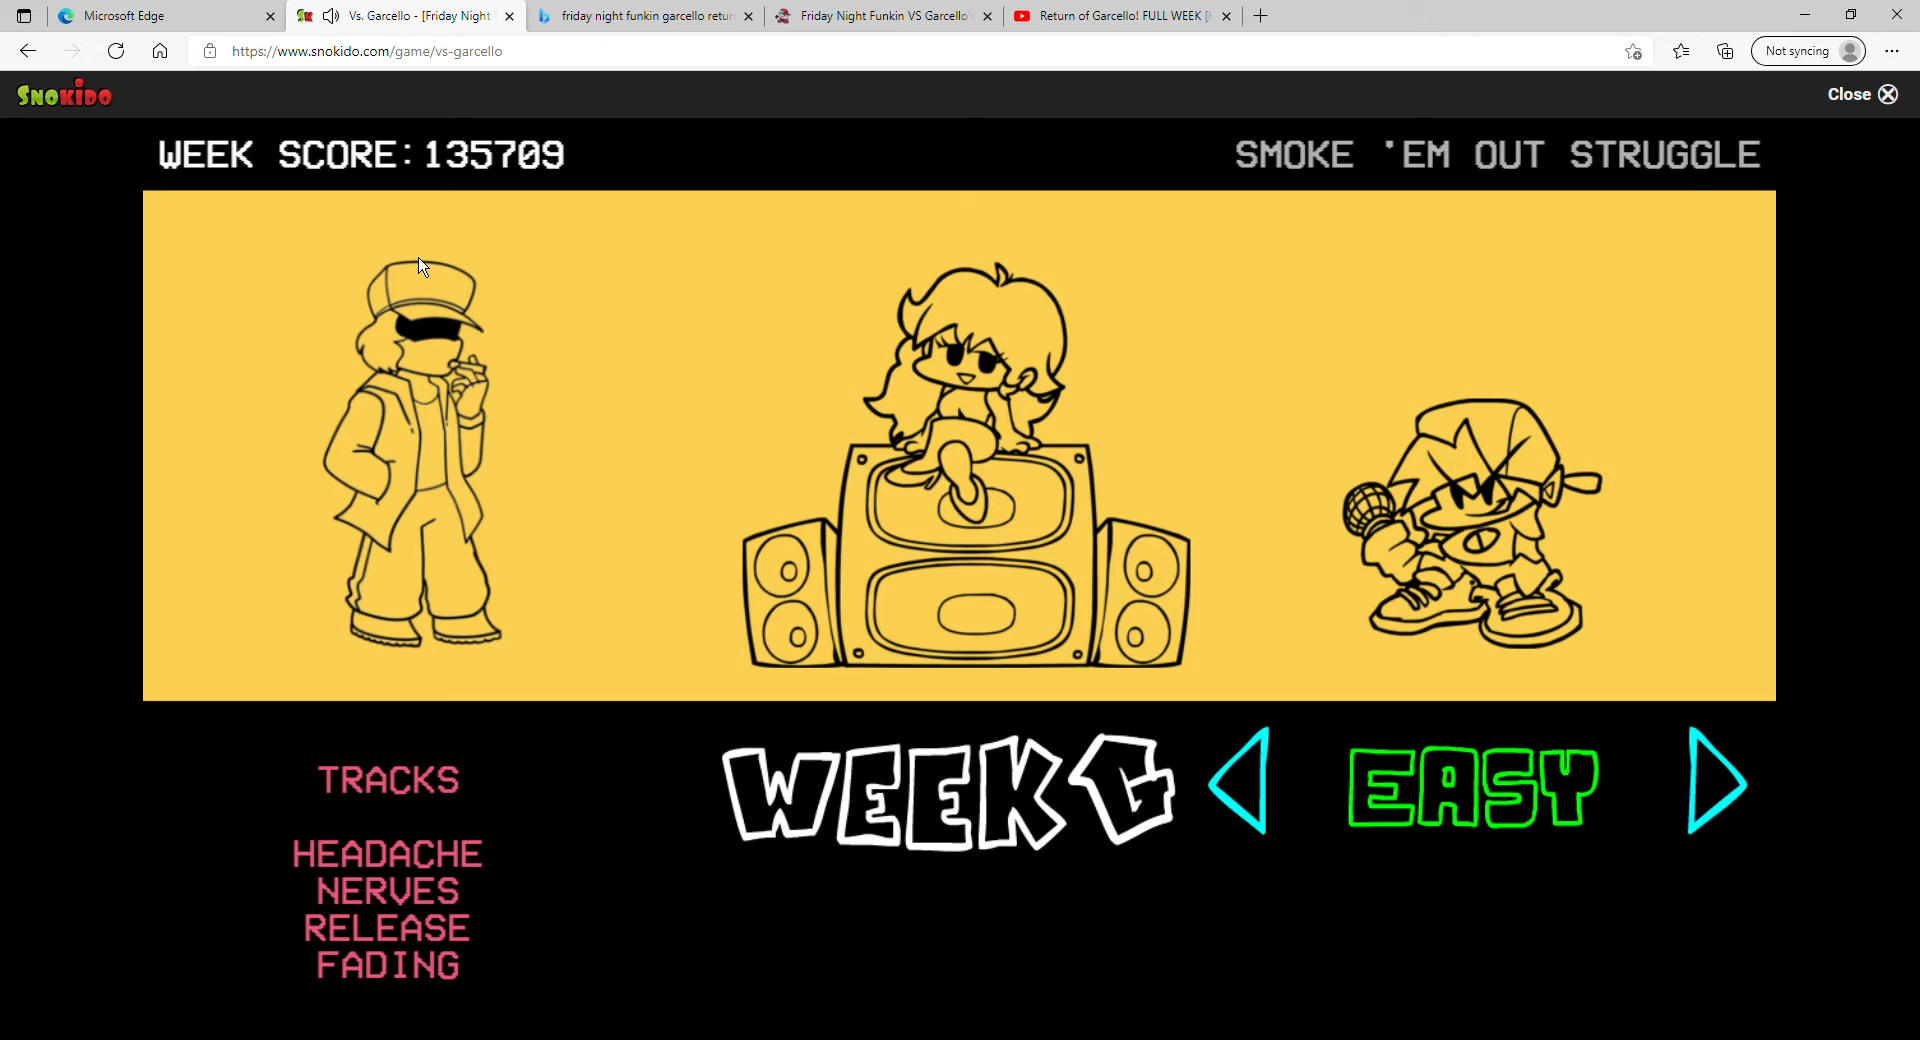 Microsoft Edge
Vs. Garcello - [Friday Night
friday night funkin garcello retur
Friday Night Funkin VS Garcello's
Return of Garcello! FULL WEEK [
https://www.snokido.com/game/vs-garcello
Not syncing
SNOKIDO
Close
WEEK SCORE:135709
SMOKE 'EM OUT STRUGGLE
WEEK G
EASY
TRACKS
HEADACHE
NERVES
RELEASE
FADING